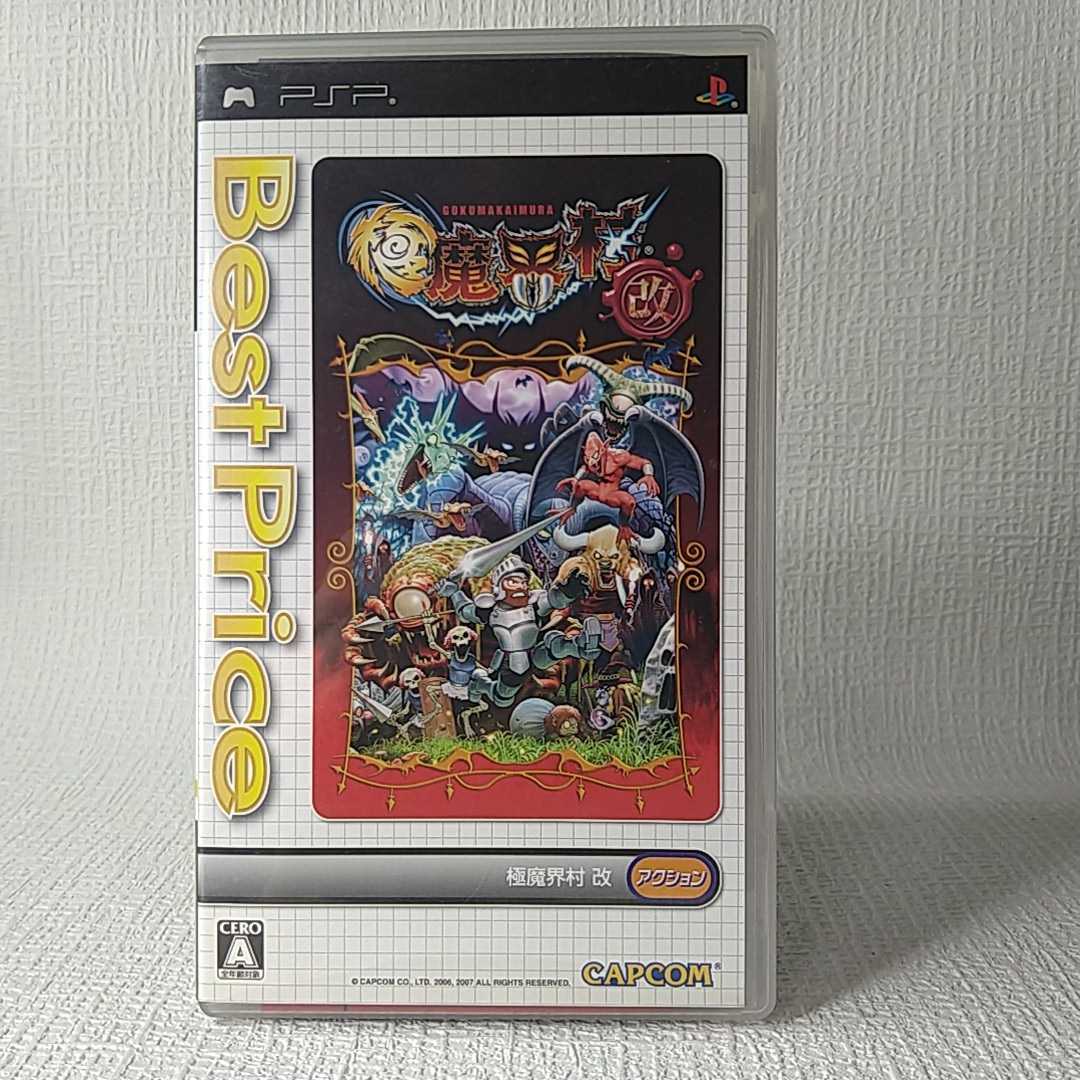 PSP
Best Price
GOKUMAKAIMURA
極魔界村
改
極魔界村 改
アクション
CERO
A
全年齢対象
© CAPCOM CO., LTD. 2006, 2007 ALL RIGHTS RESERVED.
CAPCOM